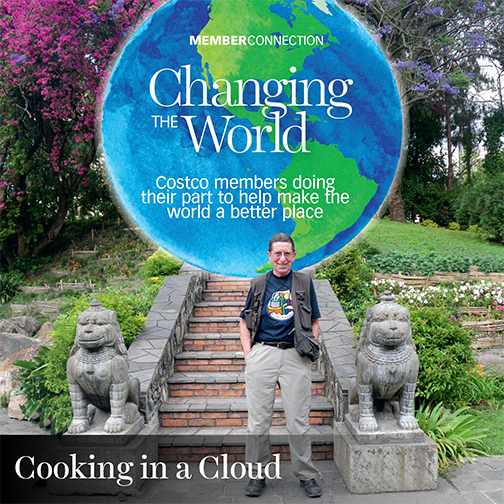 MEMBERCONNECTION
Changing
THE World
Costco members doing
their part to help make the
world a better place
Cooking in a Cloud